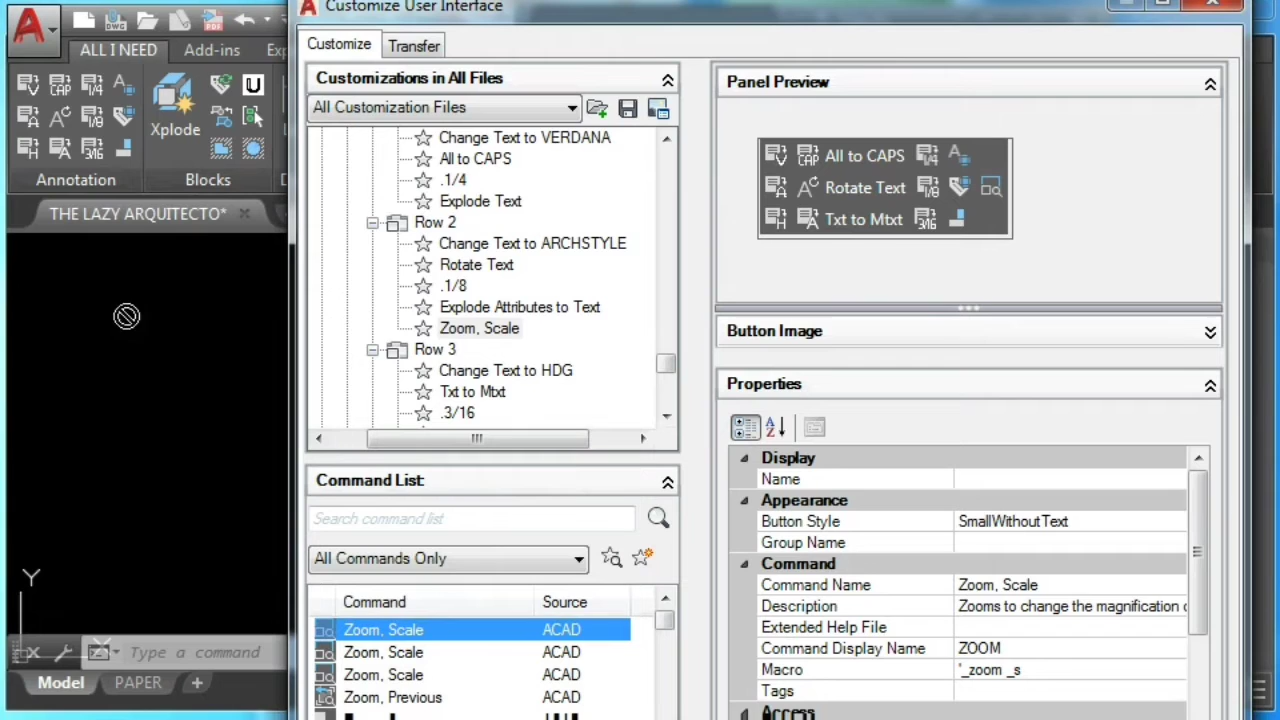 Customize User Interface
ALL I NEED
Add-ins
Ex
Xplode
Annotation
Blocks
THE LAZY ARQUITECTO*
Customize
Transfer
Customizations in All Files
All Customization Files
Change Text to VERDANA
All to CAPS
.1/4
Explode Text
Row 2
Change Text to ARCHSTYLE
Rotate Text
.1/8
Explode Attributes to Text
Zoom, Scale
Row 3
Change Text to HDG
Txt to Mtxt
.3/16
Command List:
Search command list
All Commands Only
Command Source
Zoom, Scale ACAD
Zoom, Scale ACAD
Zoom, Scale ACAD
Zoom, Previous ACAD
Panel Preview
All to CAPS
Rotate Text
Txt to Mtxt
Button Image
Properties
Display
Name
Appearance
Button Style SmallWithoutText
Group Name
Command
Command Name Zoom, Scale
Description Zooms to change the magnification o
Extended Help File
Command Display Name ZOOM
Macro '_zoom _s
Tags
Access
Y
Type a command
Model
PAPER